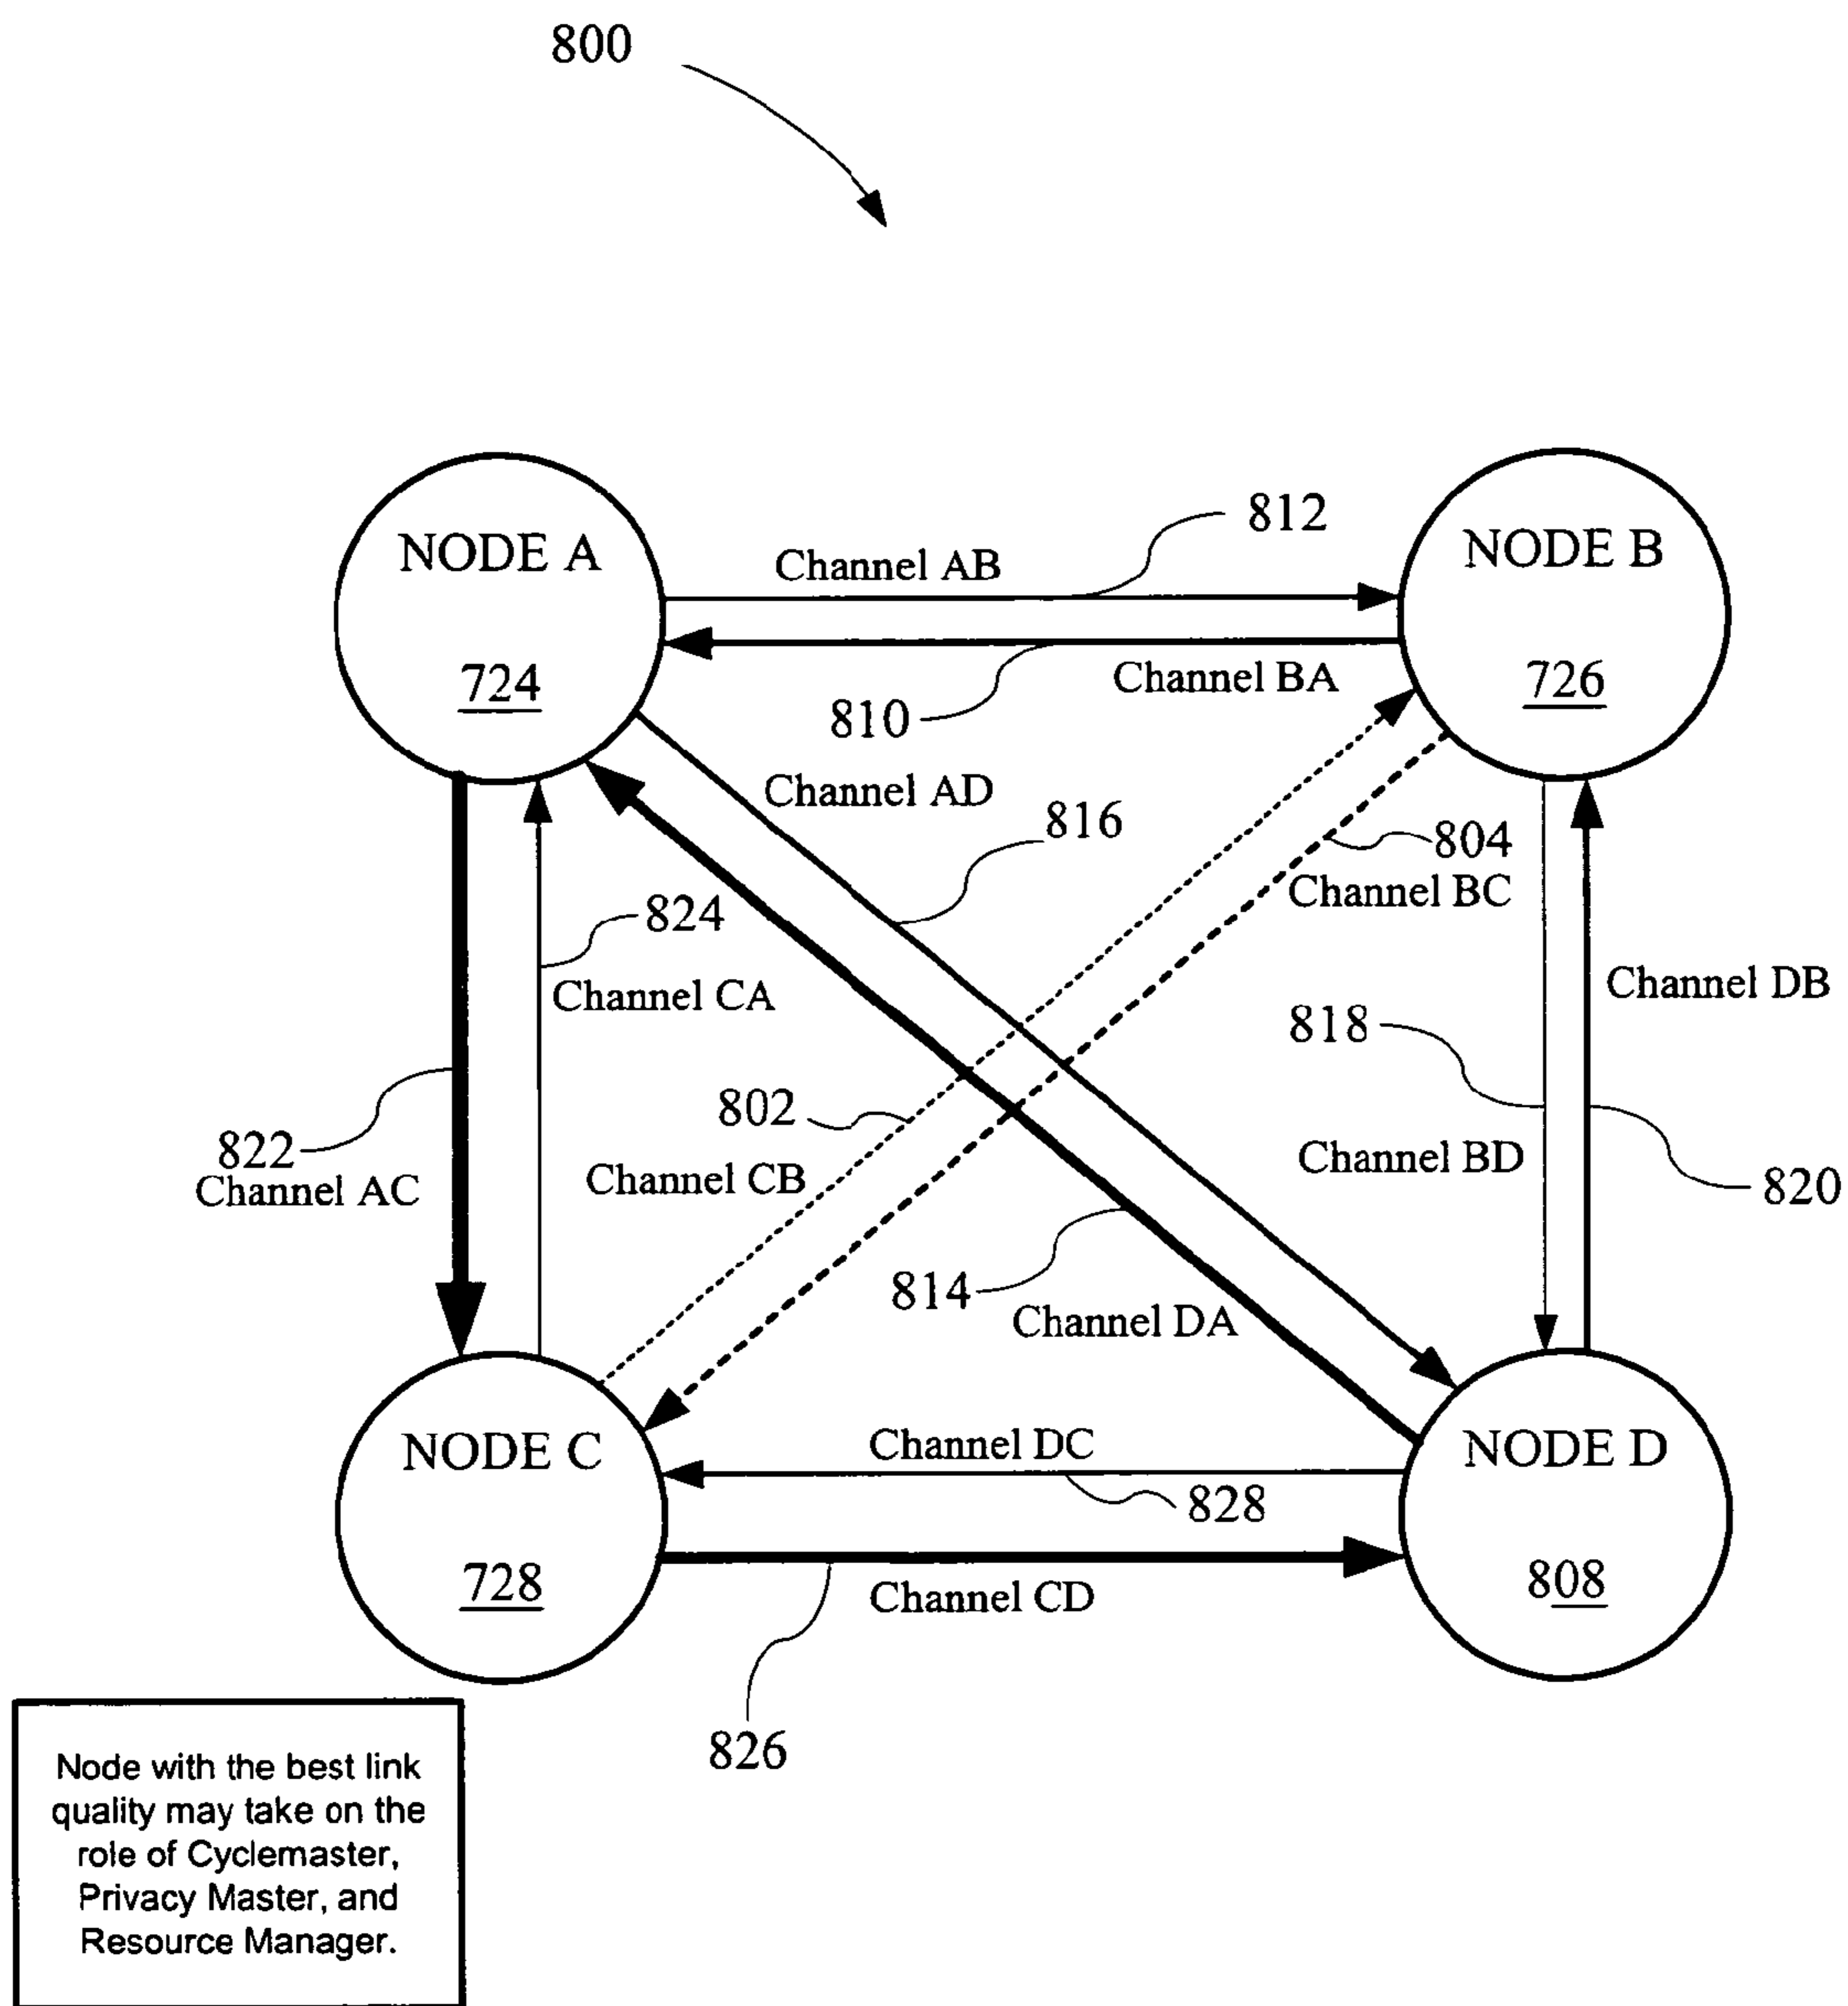 800
812
NODE A
NODE B
Channel AB
724
Channel BA
726
810
Channel AD
816
804
Channel BC
824
Channel CA
Channel DB
818
802
822
Channel AC
Channel CB
Channel BD
820
814
Channel DA
NODE C
Channel DC
NODE D
828
728
Channel CD
808
826
Node with the best link
quality may take on the
role of Cyclemaster,
Privacy Master, and
Resource Manager.